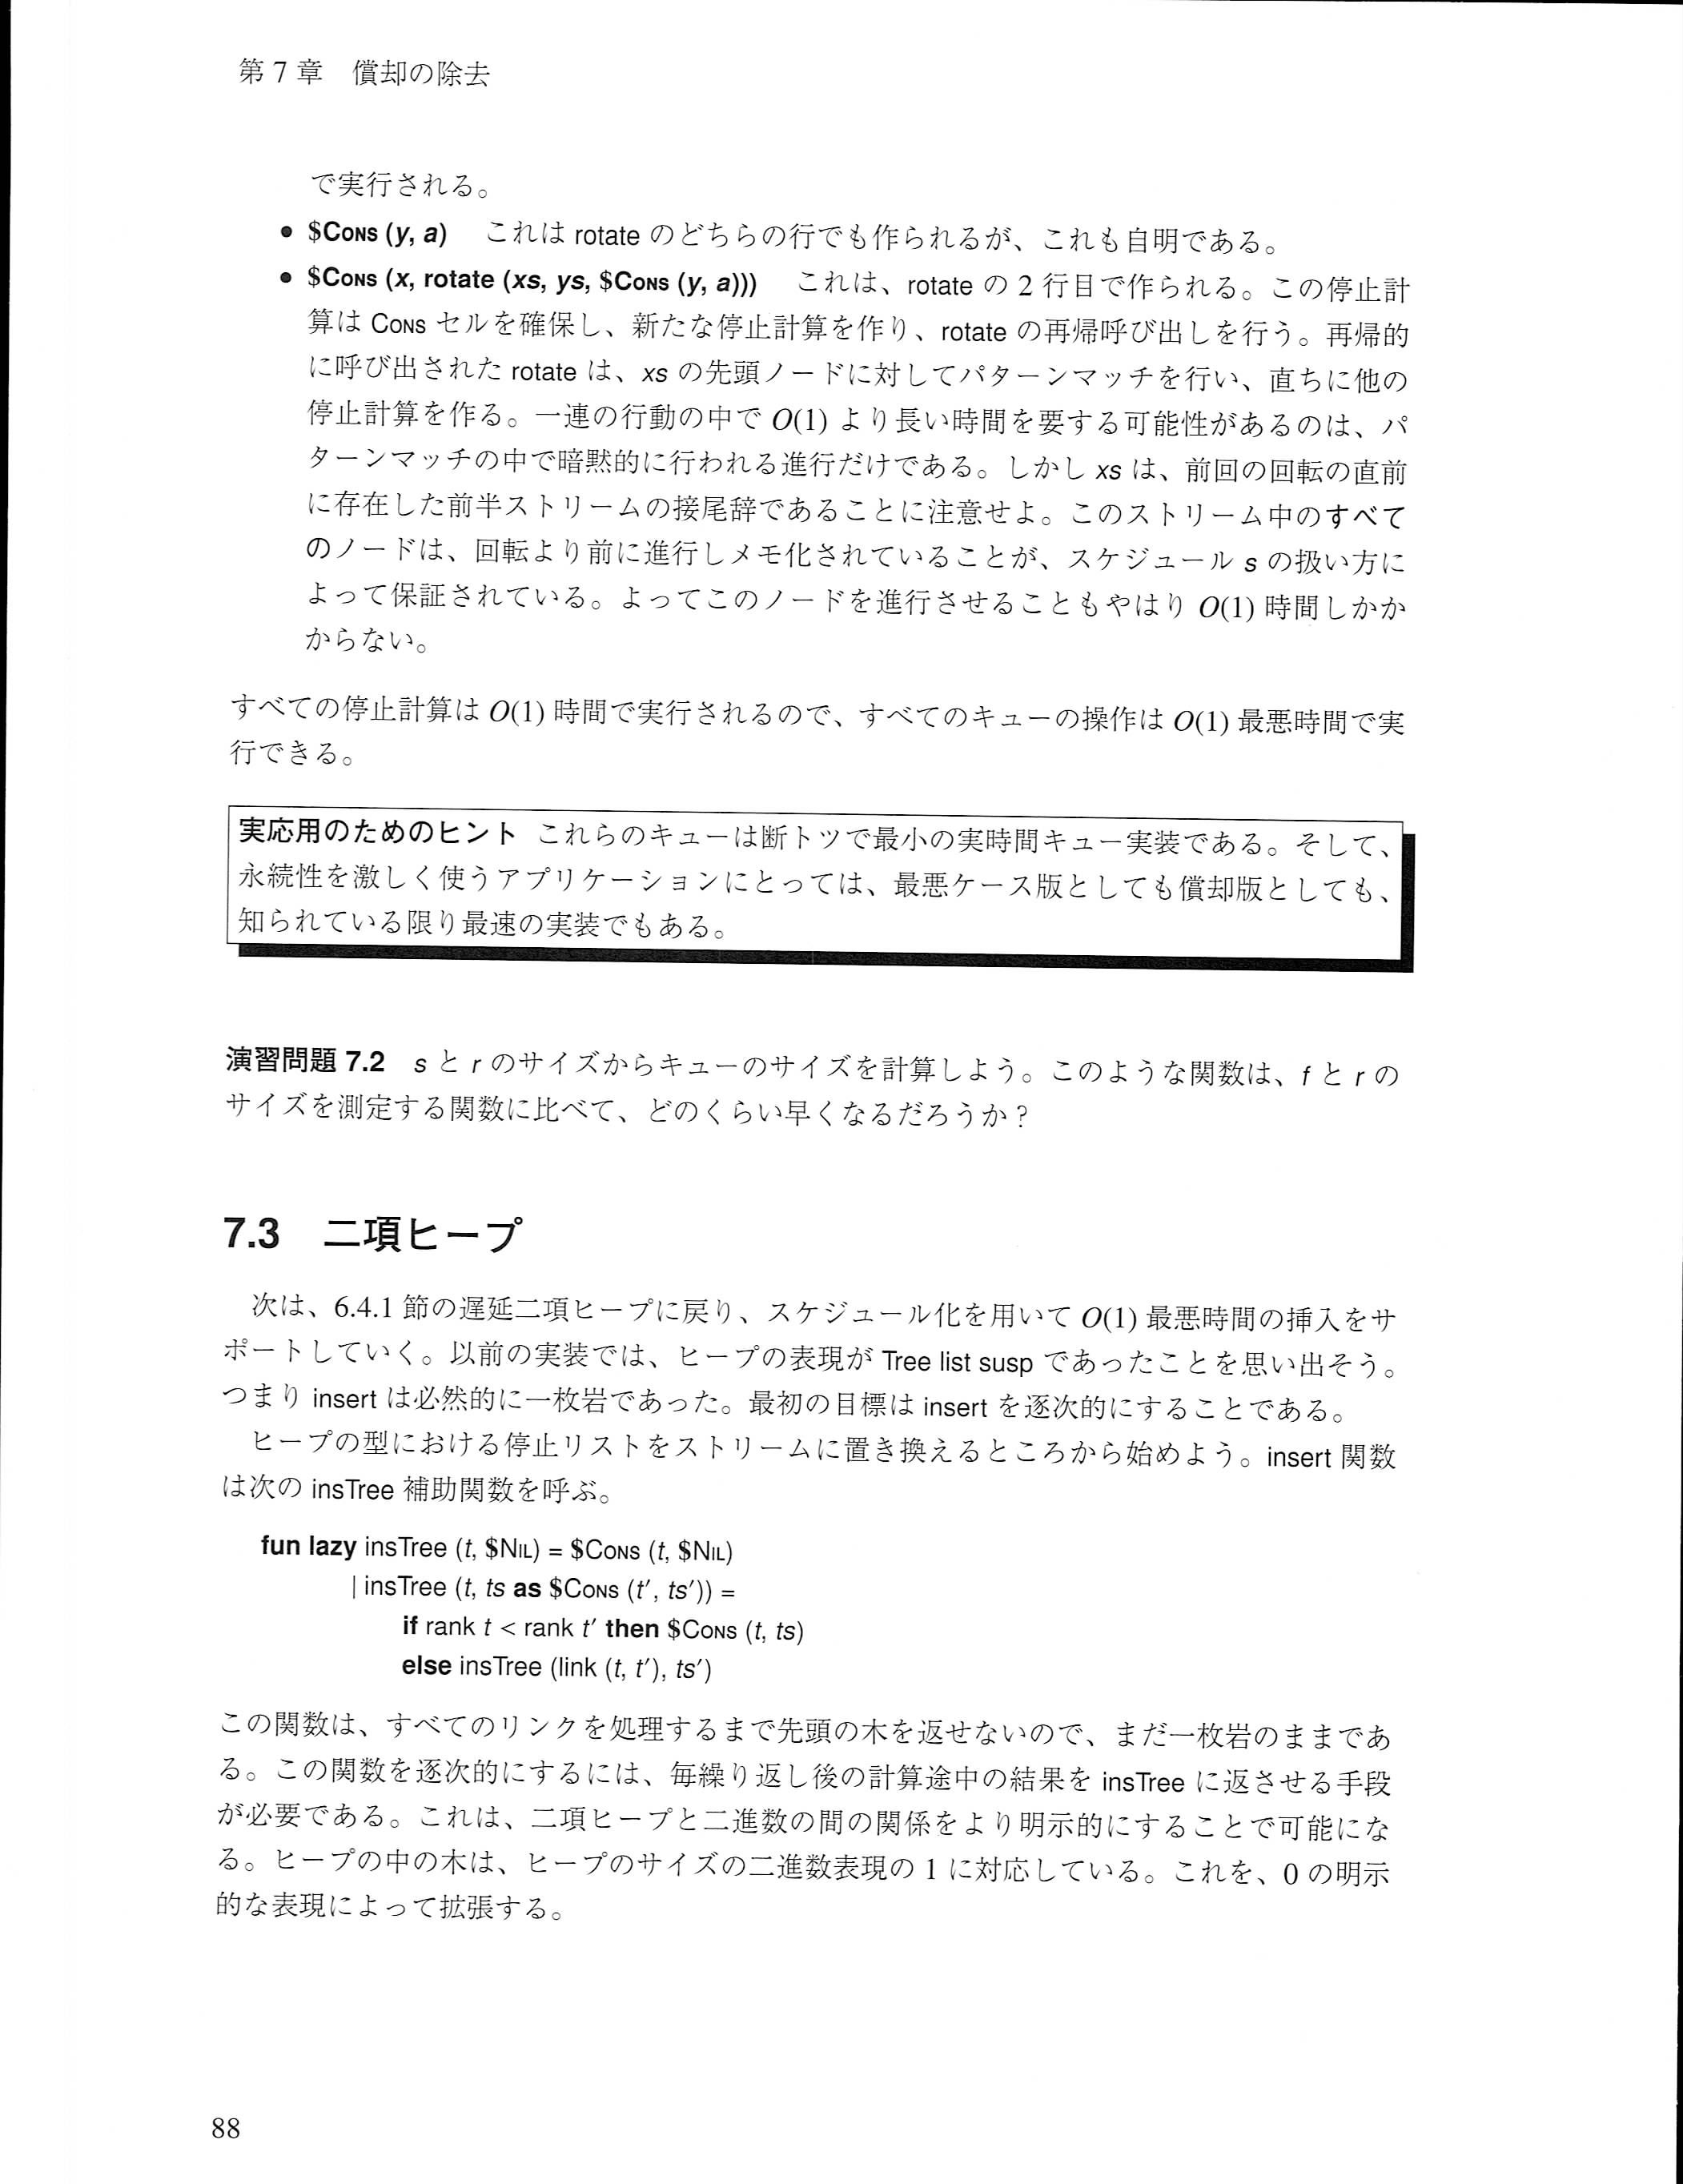 第 7 章　償却の除去
で実行される。
• $CONS (y, a)　これは rotate のどちらの行でも作られるが、これも自明である。
• $CONS (x, rotate (xs, ys, $CONS (y, a)))　これは、rotate の 2 行目で作られる。この停止計
算は CONS セルを確保し、新たな停止計算を作り、rotate の再帰呼び出しを行う。再帰的
に呼び出された rotate は、xs の先頭ノードに対してパターンマッチを行い、直ちに他の
停止計算を作る。一連の行動の中で O(1) より長い時間を要する可能性があるのは、パ
ターンマッチの中で暗黙的に行われる進行だけである。しかし xs は、前回の回転の直前
に存在した前半ストリームの接尾辞であることに注意せよ。このストリーム中のすべて
のノードは、回転より前に進行しメモ化されていることが、スケジュール s の扱い方に
よって保証されている。よってこのノードを進行させることもやはり O(1) 時間しかか
からない。
すべての停止計算は O(1) 時間で実行されるので、すべてのキューの操作は O(1) 最悪時間で実
行できる。
実応用のためのヒント これらのキューは断トツで最小の実時間キュー実装である。そして、
永続性を激しく使うアプリケーションにとっては、最悪ケース版としても償却版としても、
知られている限り最速の実装でもある。
演習問題 7.2　s と r のサイズからキューのサイズを計算しよう。このような関数は、f と r の
サイズを測定する関数に比べて、どのくらい早くなるだろうか？
7.3　二項ヒープ
次は、6.4.1 節の遅延二項ヒープに戻り、スケジュール化を用いて O(1) 最悪時間の挿入をサ
ポートしていく。以前の実装では、ヒープの表現が Tree list susp であったことを思い出そう。
つまり insert は必然的に一枚岩であった。最初の目標は insert を逐次的にすることである。
ヒープの型における停止リストをストリームに置き換えるところから始めよう。insert 関数
は次の insTree 補助関数を呼ぶ。
fun lazy insTree (t, $NIL) = $CONS (t, $NIL)
| insTree (t, ts as $CONS (t′, ts′)) =
if rank t < rank t′ then $CONS (t, ts)
else insTree (link (t, t′), ts′)
この関数は、すべてのリンクを処理するまで先頭の木を返せないので、まだ一枚岩のままであ
る。この関数を逐次的にするには、毎繰り返し後の計算途中の結果を insTree に返させる手段
が必要である。これは、二項ヒープと二進数の間の関係をより明示的にすることで可能にな
る。ヒープの中の木は、ヒープのサイズの二進数表現の 1 に対応している。これを、0 の明示
的な表現によって拡張する。
88